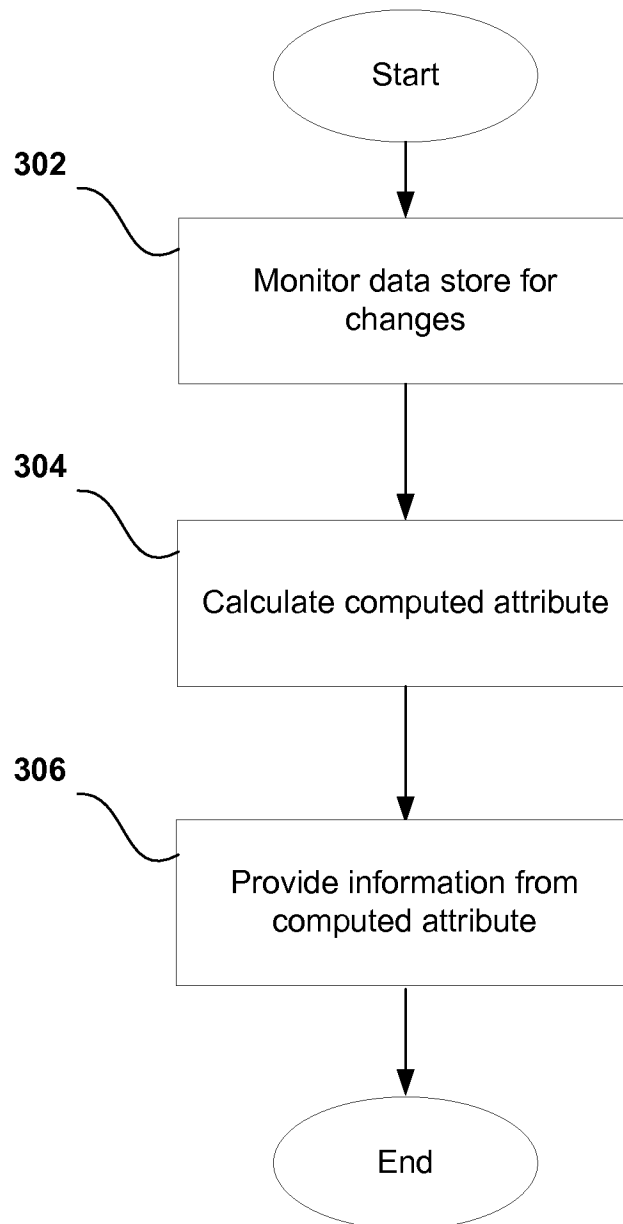 Start
302
Monitor data store for
changes
304
Calculate computed attribute
306
Provide information from
computed attribute
End